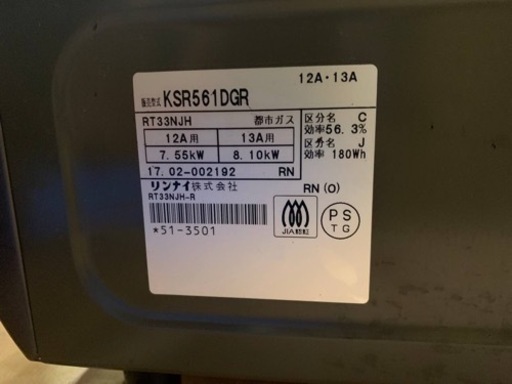 12A・13A
販売型式 KSR561DGR
RT33NJH 都市ガス
12A用 13A用
7.55kW 8.10kW
17.02-002192 RN
区分名 C
効率56.3%
区分名 J
効率 180Wh
リンナイ株式会社
RT33NJH-R
RN(O)
*51-3501
JIA認証
PS
TG